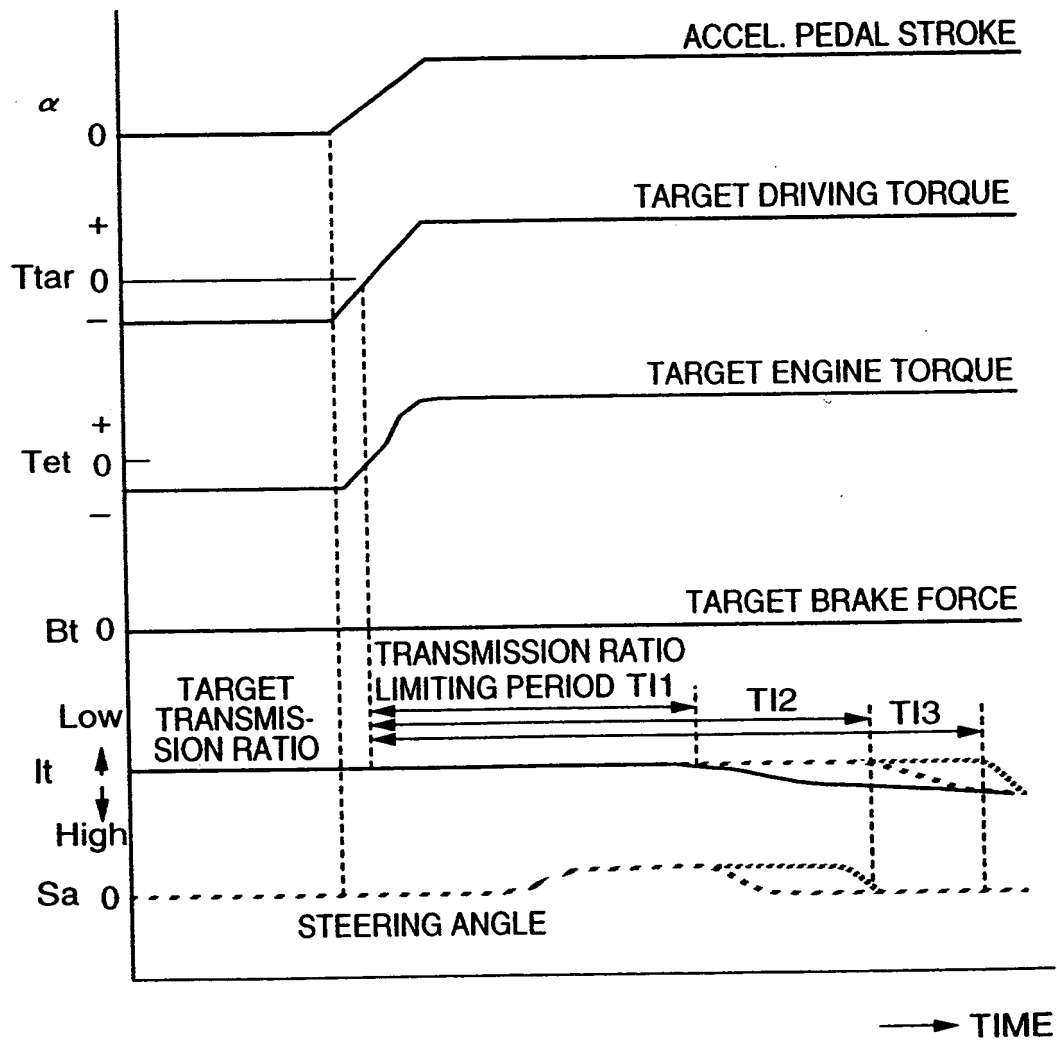 ACCEL. PEDAL STROKE
α
0
TARGET DRIVING TORQUE
+
Ttar 0
−
TARGET ENGINE TORQUE
+
Tet 0
−
TARGET BRAKE FORCE
Bt 0
TRANSMISSION RATIO
LIMITING PERIOD TI1
TI2
TI3
TARGET
TRANSMIS-
SION RATIO
Low
It
High
Sa 0
STEERING ANGLE
TIME